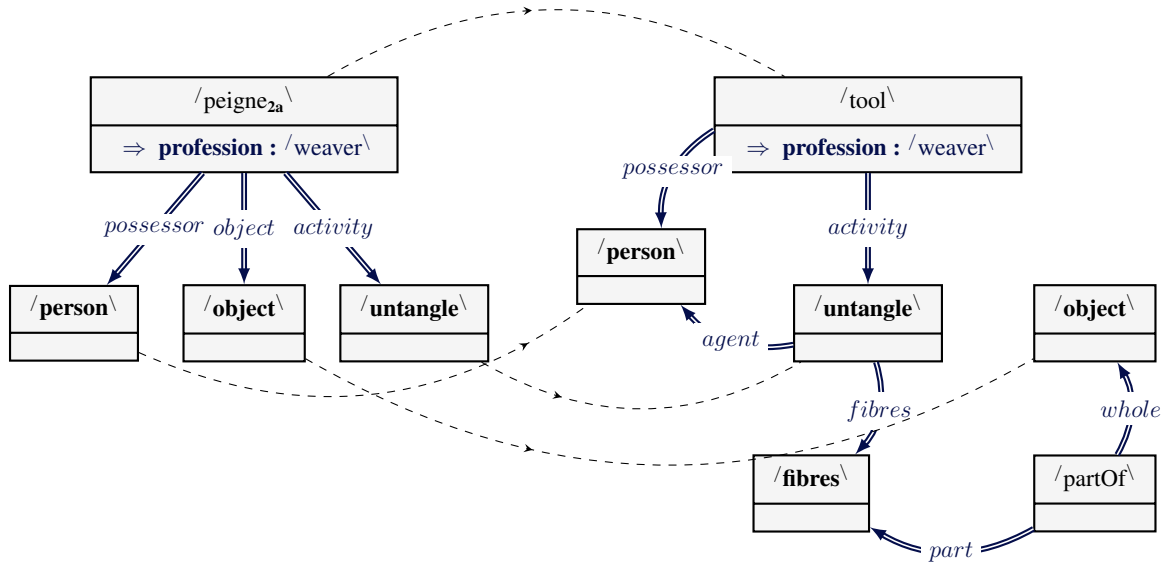 /peigne2a\
⇒ profession : /weaver\
possessor
object
activity
/person\
/object\
/untangle\
/tool\
⇒ profession : /weaver\
possessor
activity
/person\
/untangle\
/object\
agent
fibres
whole
/fibres\
/partOf\
part